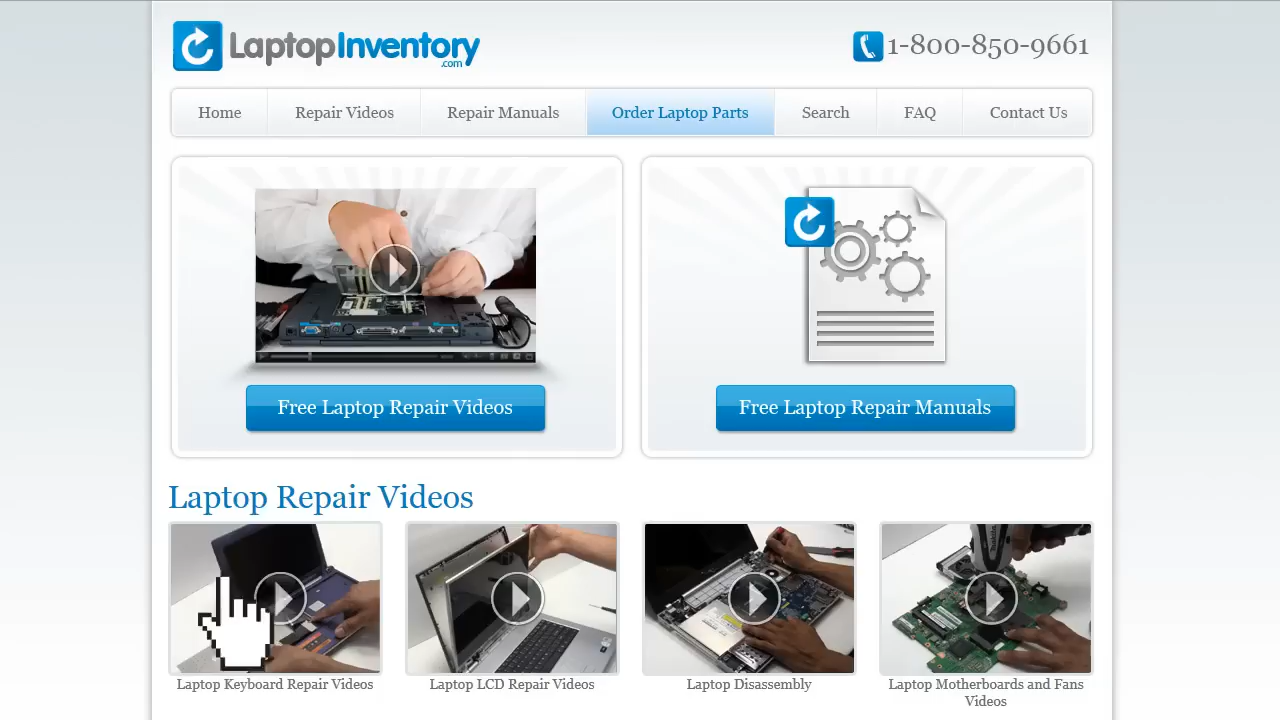 LaptopInventory
.com
1-800-850-9661
Home Repair Videos Repair Manuals Order Laptop Parts Search FAQ Contact Us
Free Laptop Repair Videos
Free Laptop Repair Manuals
Laptop Repair Videos
Laptop Keyboard Repair Videos
Laptop LCD Repair Videos
Laptop Disassembly
Laptop Motherboards and Fans
Videos